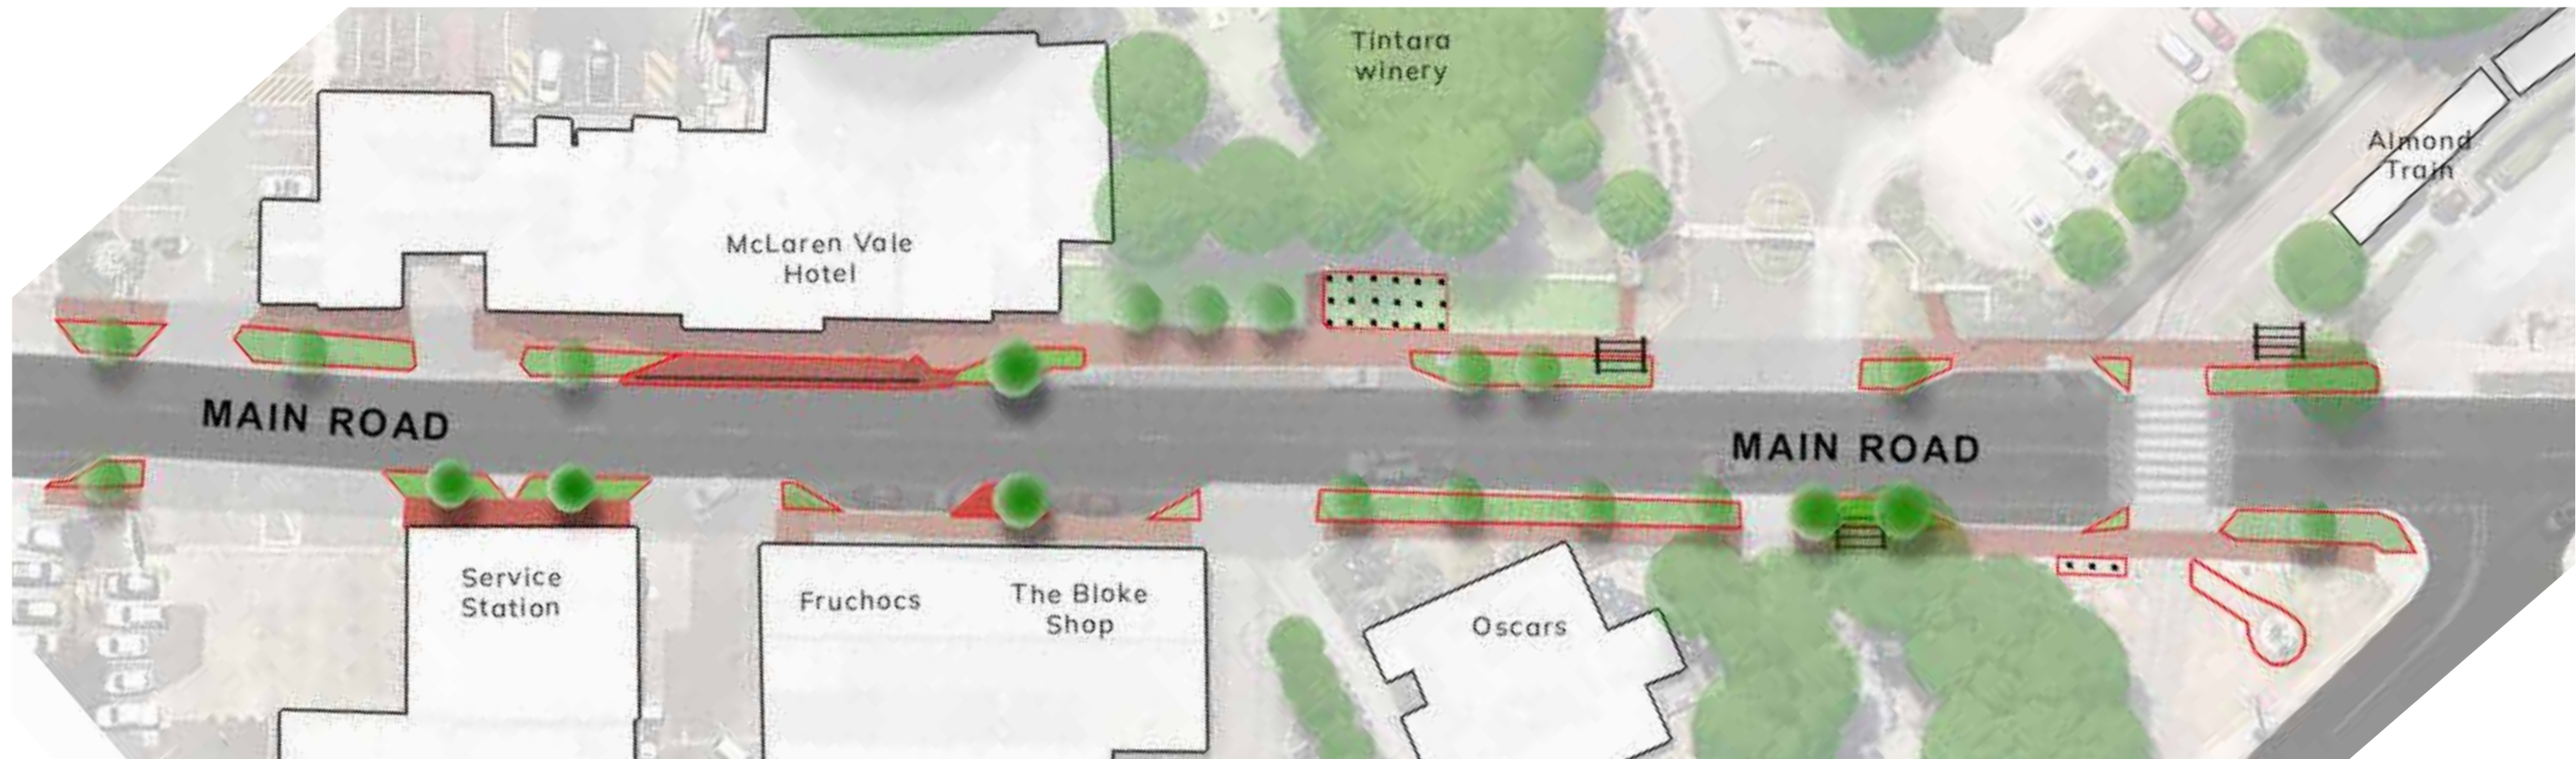 Tintara
winery
Almond
Train
McLaren Vale
Hotel
MAIN ROAD
MAIN ROAD
Service
Station
Fruchocs
The Bloke
Shop
Oscars